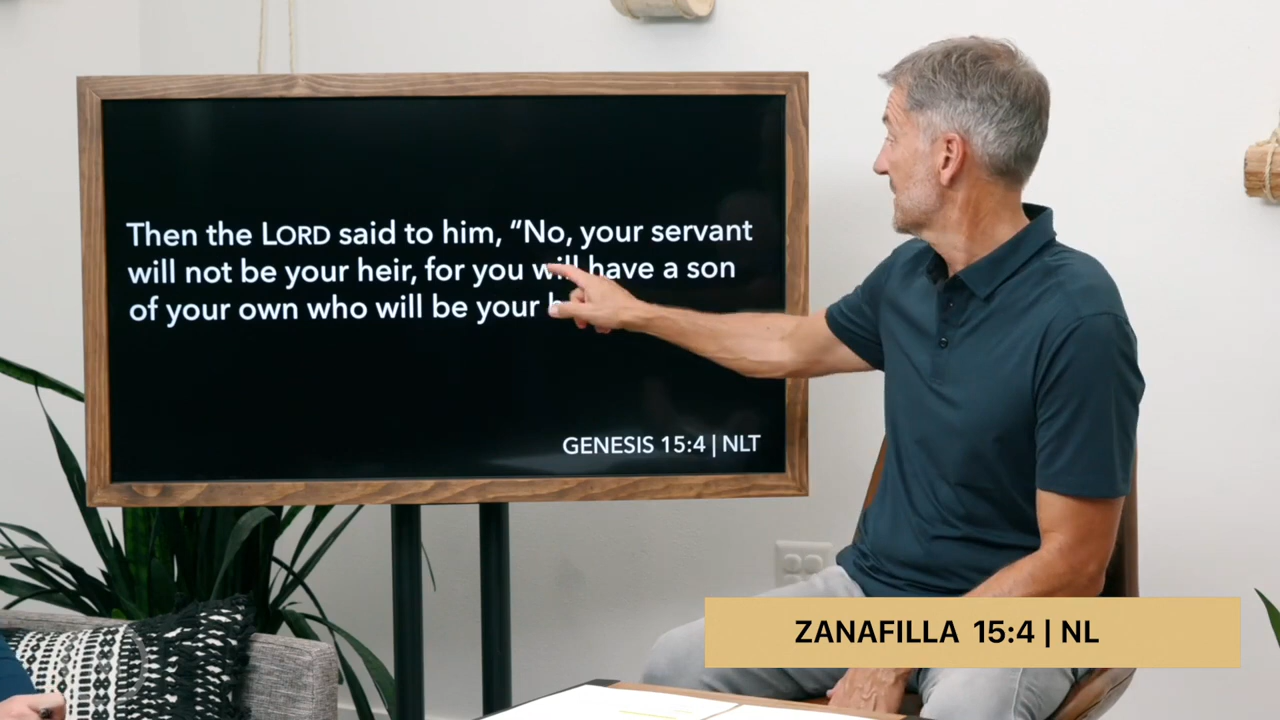 Then the LORD said to him, “No, your servant
will not be your heir, for you will have a son
of your own who will be your
GENESIS 15:4 | NLT
ZANAFILLA 15:4 | NL